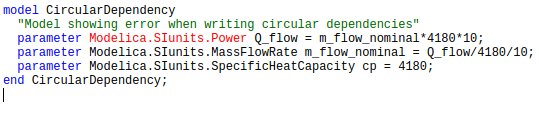 model CircularDependency
"Model showing error when writing circular dependencies"
parameter Modelica.SIunits.Power Q_flow = m_flow_nominal*4180*10;
parameter Modelica.SIunits.MassFlowRate m_flow_nominal = Q_flow/4180/10;
parameter Modelica.SIunits.SpecificHeatCapacity cp = 4180;
end CircularDependency;